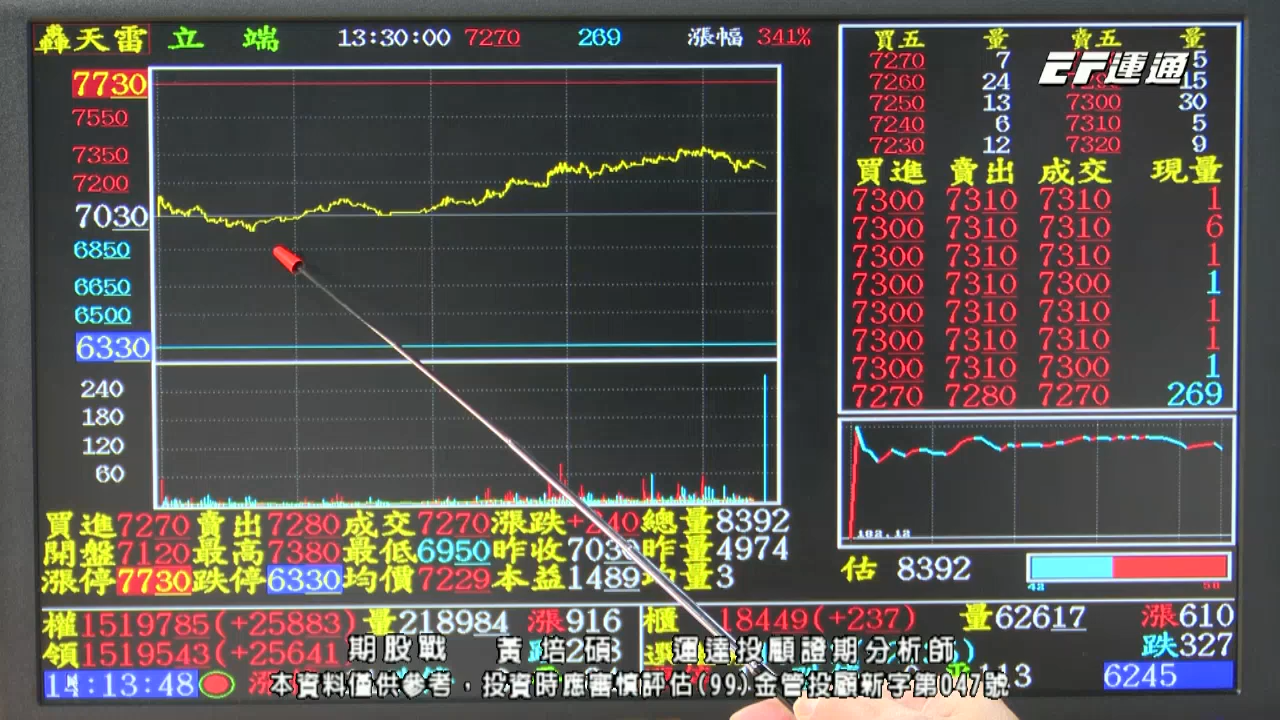 轟天雷 立 端 13:30:00 7270 269 漲幅 341%
7730
7550
7350
7200
7030
6850
6650
6500
6330
240
180
120
60
買五 量 賣五 量
EF運通
7270 7 5
7260 24 15
7250 13 7300 30
7240 6 7310 5
7230 12 7320 9
買進 賣出 成交 現量
7300 7310 7310 1
7300 7310 7310 6
7300 7310 7310 1
7300 7310 7300 1
7300 7310 7310 1
7300 7310 7310 1
7300 7310 7300 1
7270 7280 7270 269
182.12
買進7270 賣出7280 成交7270 漲跌+240 總量8392
開盤7120 最高7380 最低6950 昨收7030 昨量4974
漲停7730 跌停6330 均價7229 本益1489 均量3
估 8392
42 58
權1519785(+25883) 量218984 漲916 櫃18449(+237) 量62617 漲610
領1519543(+25641 跌327
14:13:48 113 6245
期股戰 黃培碩 運達投顧證期分析師
本資料僅供參考，投資時應審慎評估(99)金管投顧新字第047號